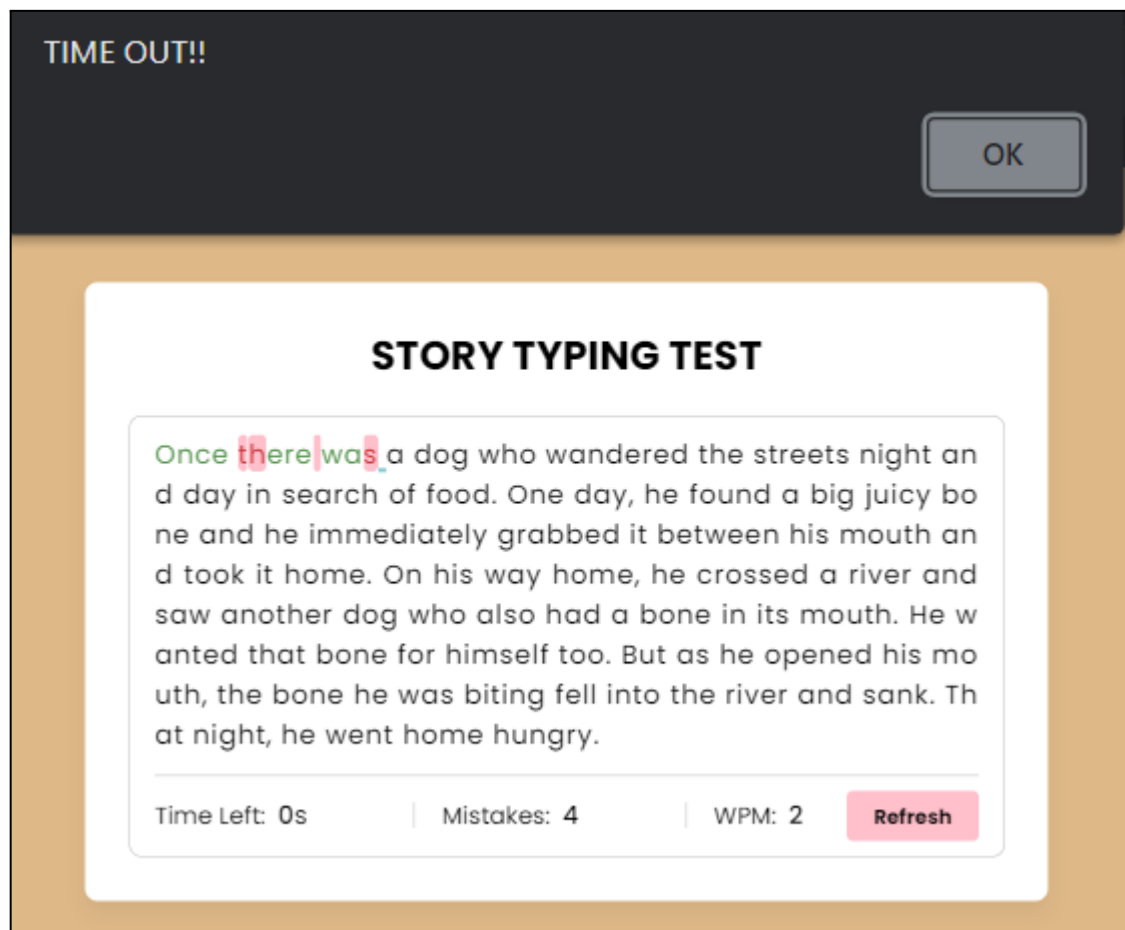 TIME OUT!!
OK
STORY TYPING TEST
Once there was a dog who wandered the streets night an
d day in search of food. One day, he found a big juicy bo
ne and he immediately grabbed it between his mouth an
d took it home. On his way home, he crossed a river and
saw another dog who also had a bone in its mouth. He w
anted that bone for himself too. But as he opened his mo
uth, the bone he was biting fell into the river and sank. Th
at night, he went home hungry.
Time Left: 0s Mistakes: 4 WPM: 2 Refresh